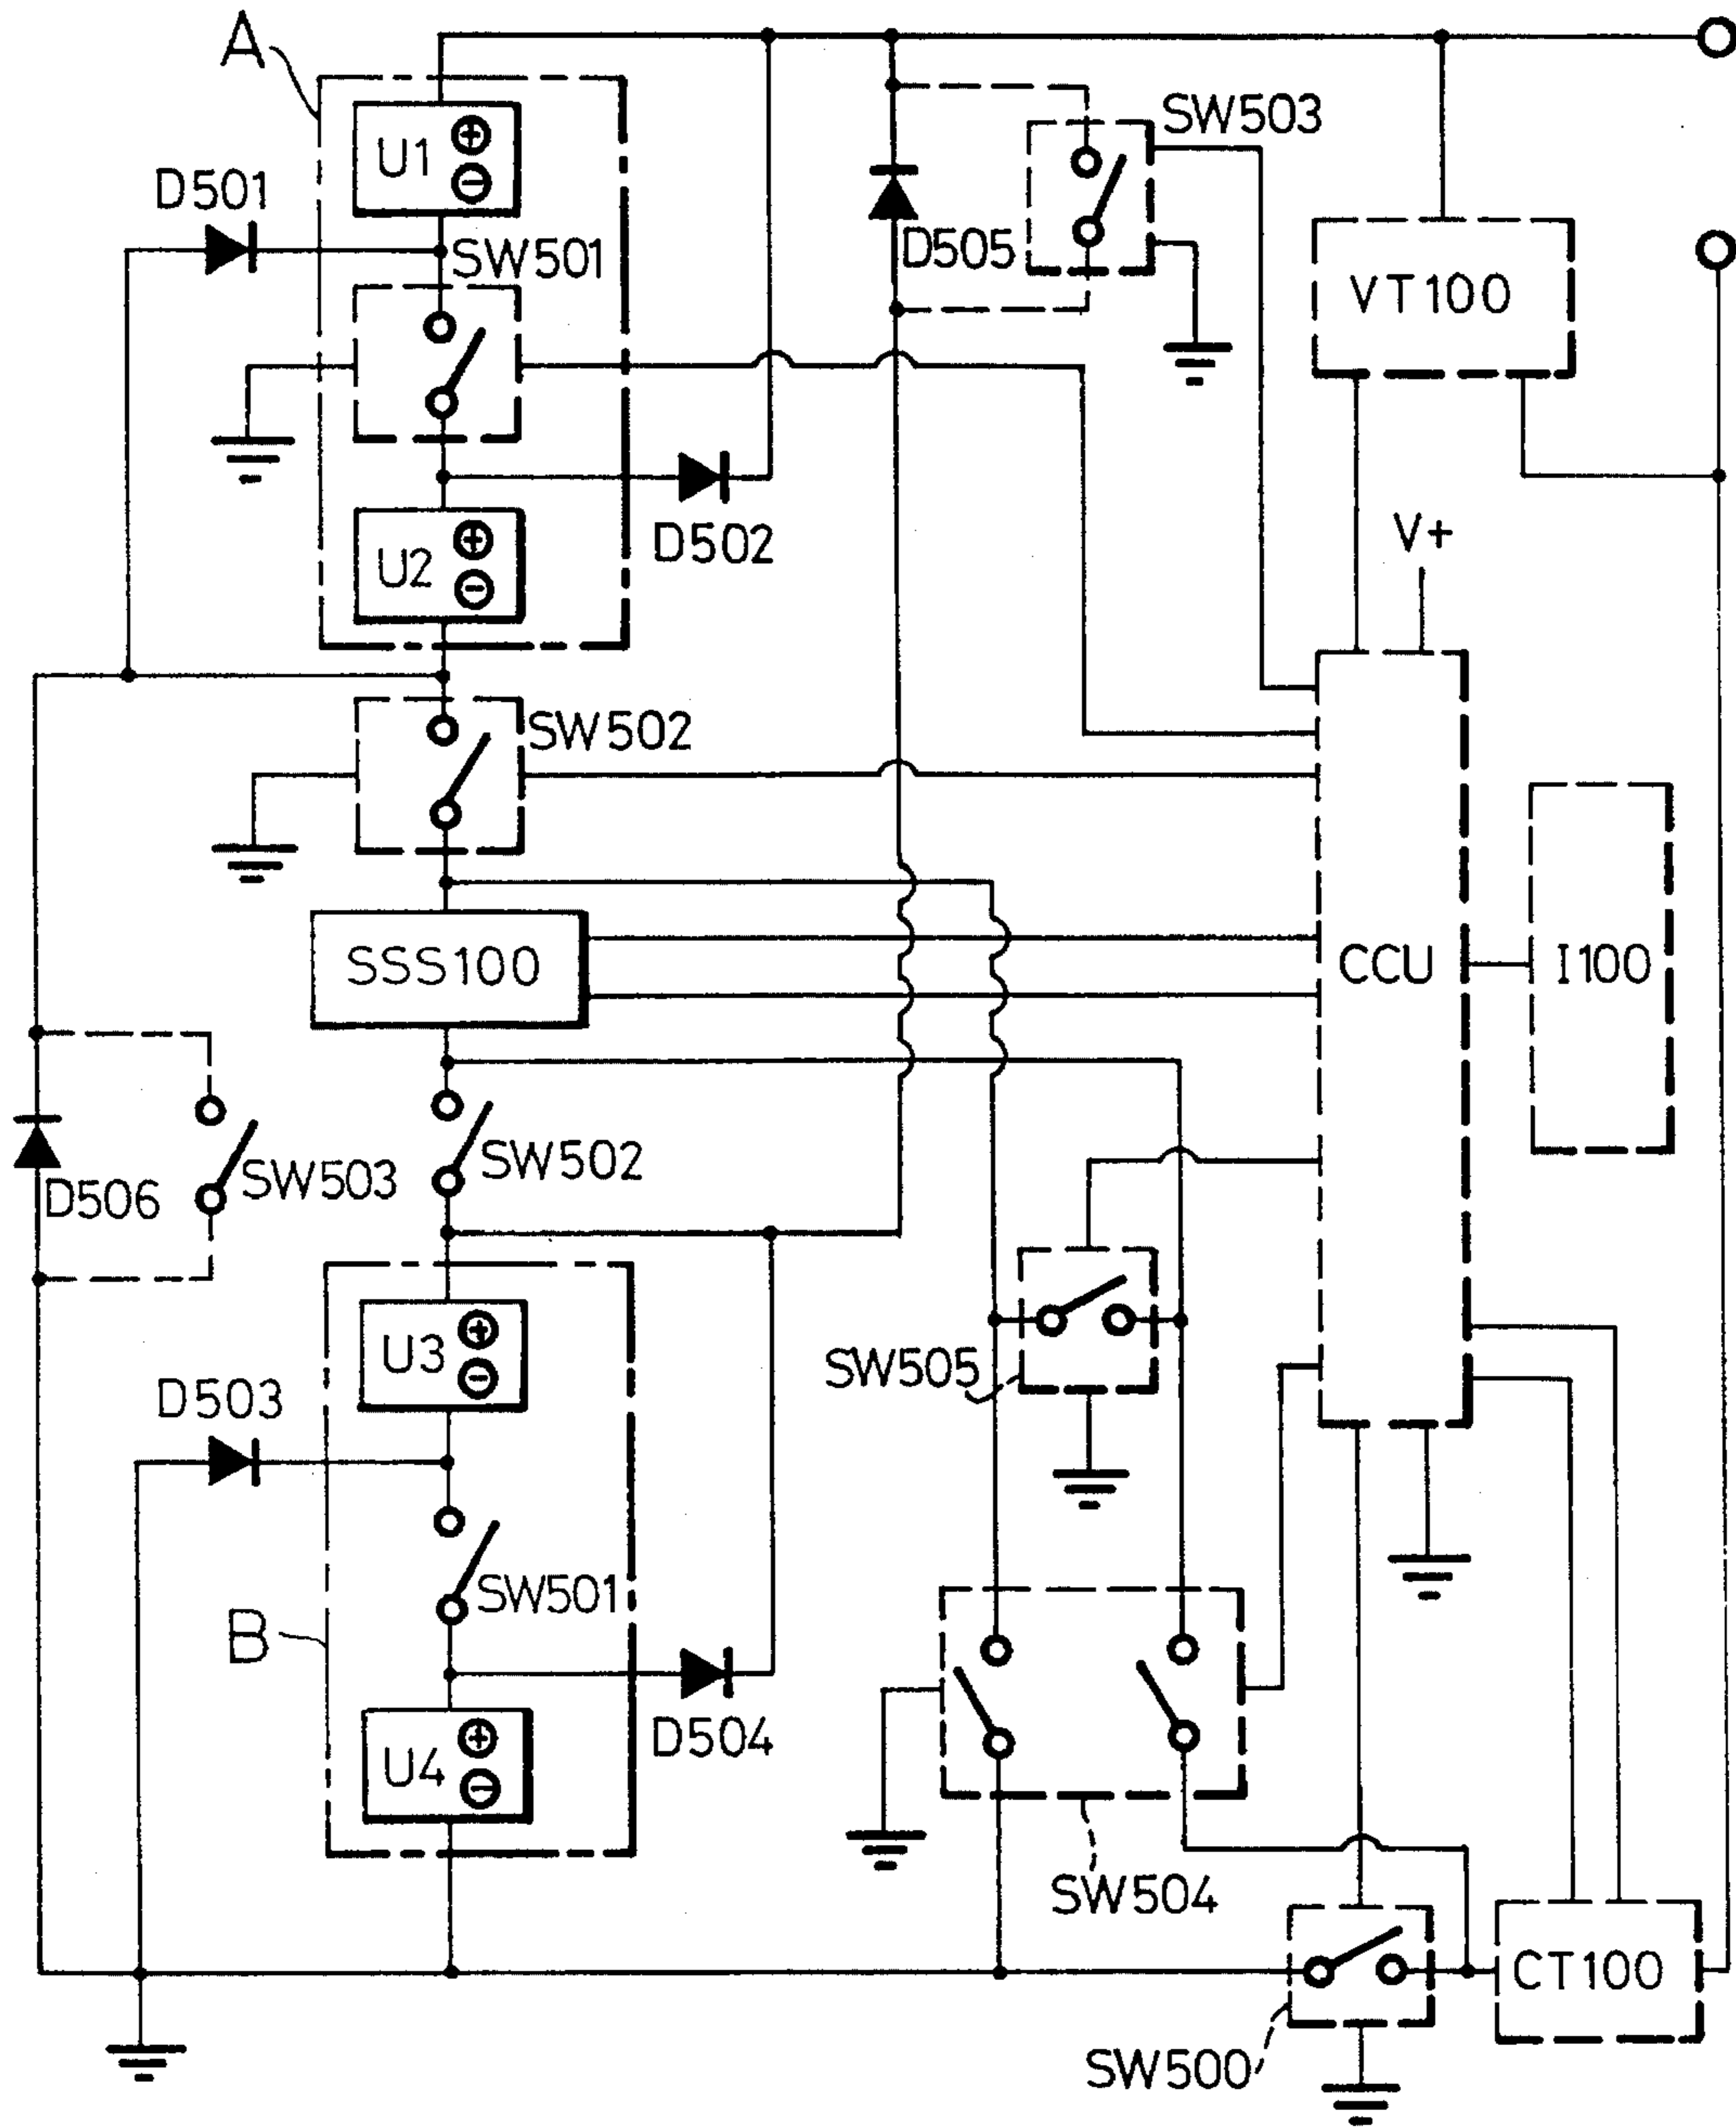 A
U1 ⊕
⊖
SW503
D501
SW501
D505
VT100
D502
V+
U2 ⊕
⊖
SW502
SSS100
CCU
I100
SW502
D506
SW503
U3 ⊕
⊖
SW505
D503
SW501
B
D504
U4 ⊕
⊖
SW504
CT100
SW500